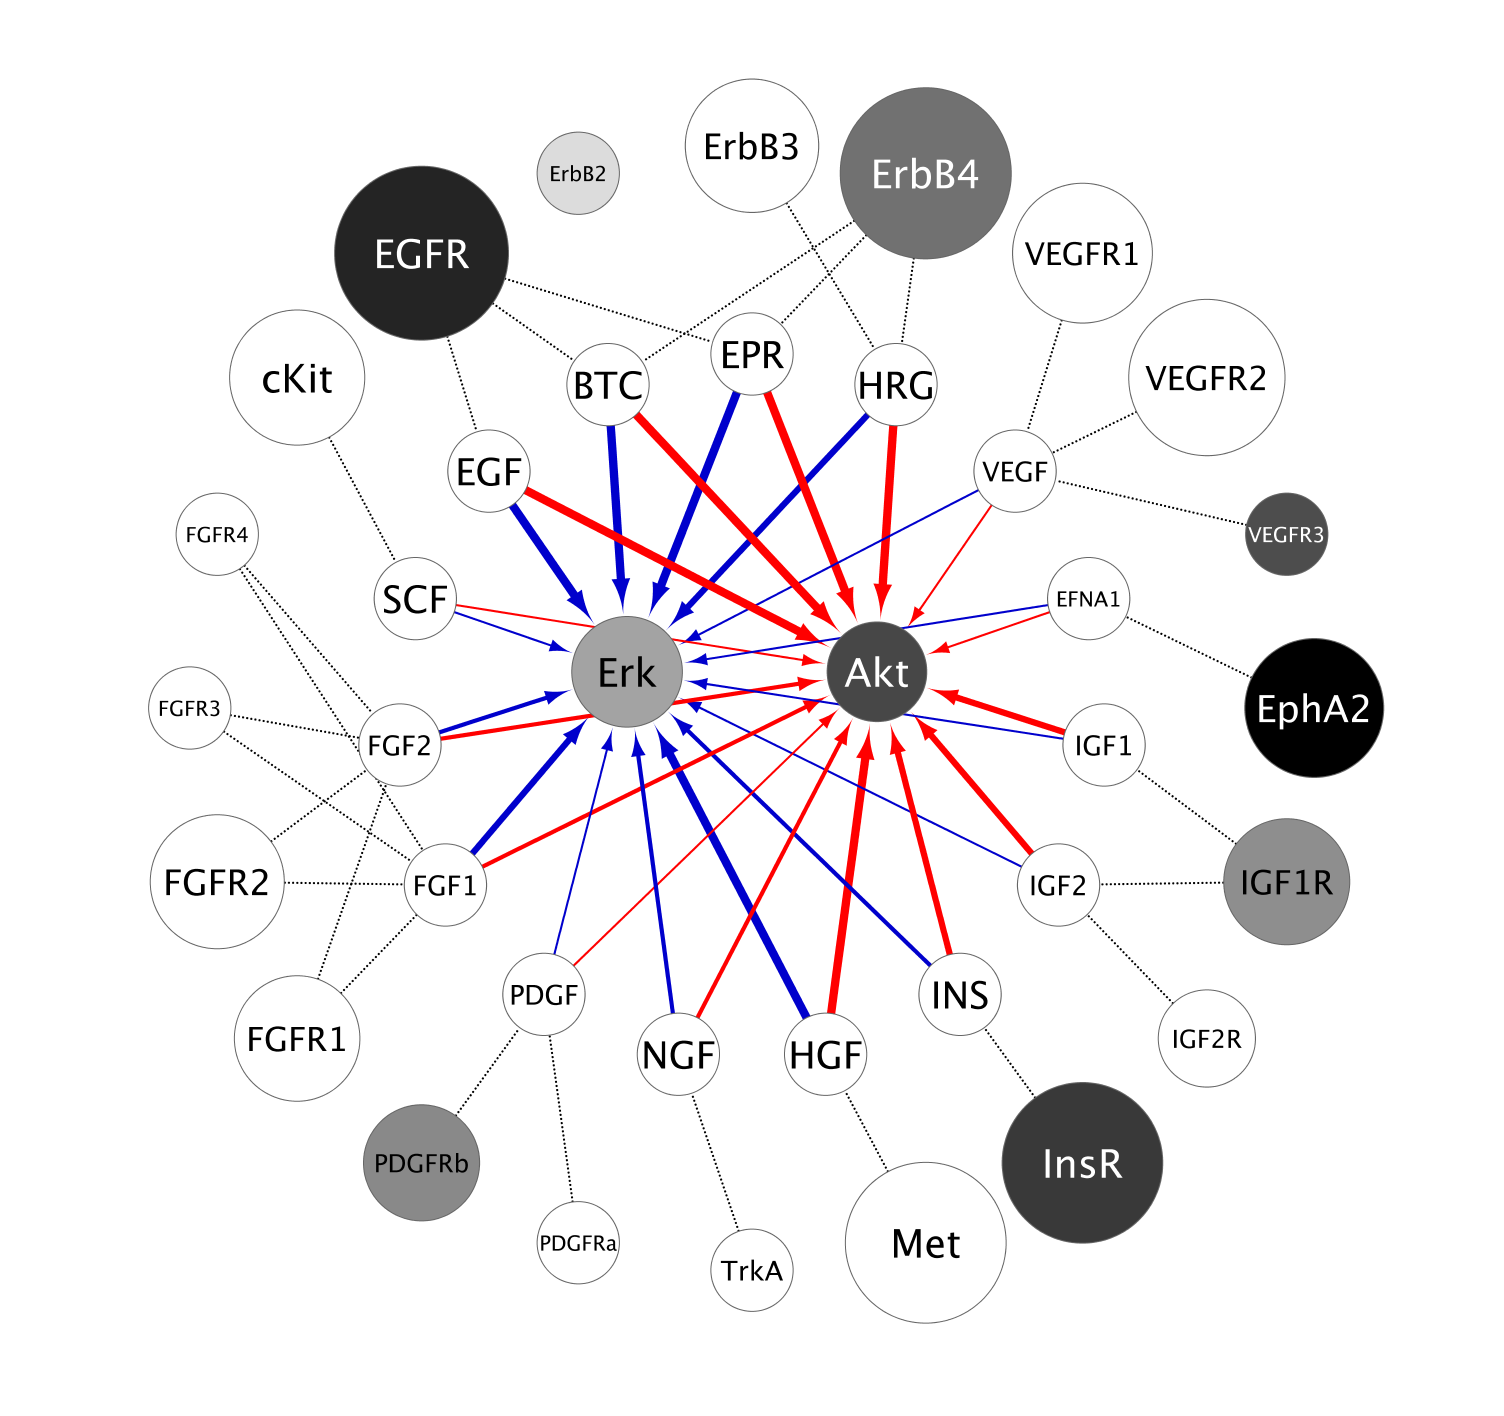 ErbB3
ErbB4
ErbB2
EGFR
VEGFR1
cKit
VEGFR2
EPR
BTC
HRG
EGF
VEGF
FGFR4
VEGFR3
SCF
EFNA1
Erk
Akt
FGFR3
EphA2
FGF2
IGF1
FGFR2
FGF1
IGF2
IGF1R
PDGF
INS
FGFR1
NGF
HGF
IGF2R
PDGFRb
InsR
PDGFRa
TrkA
Met